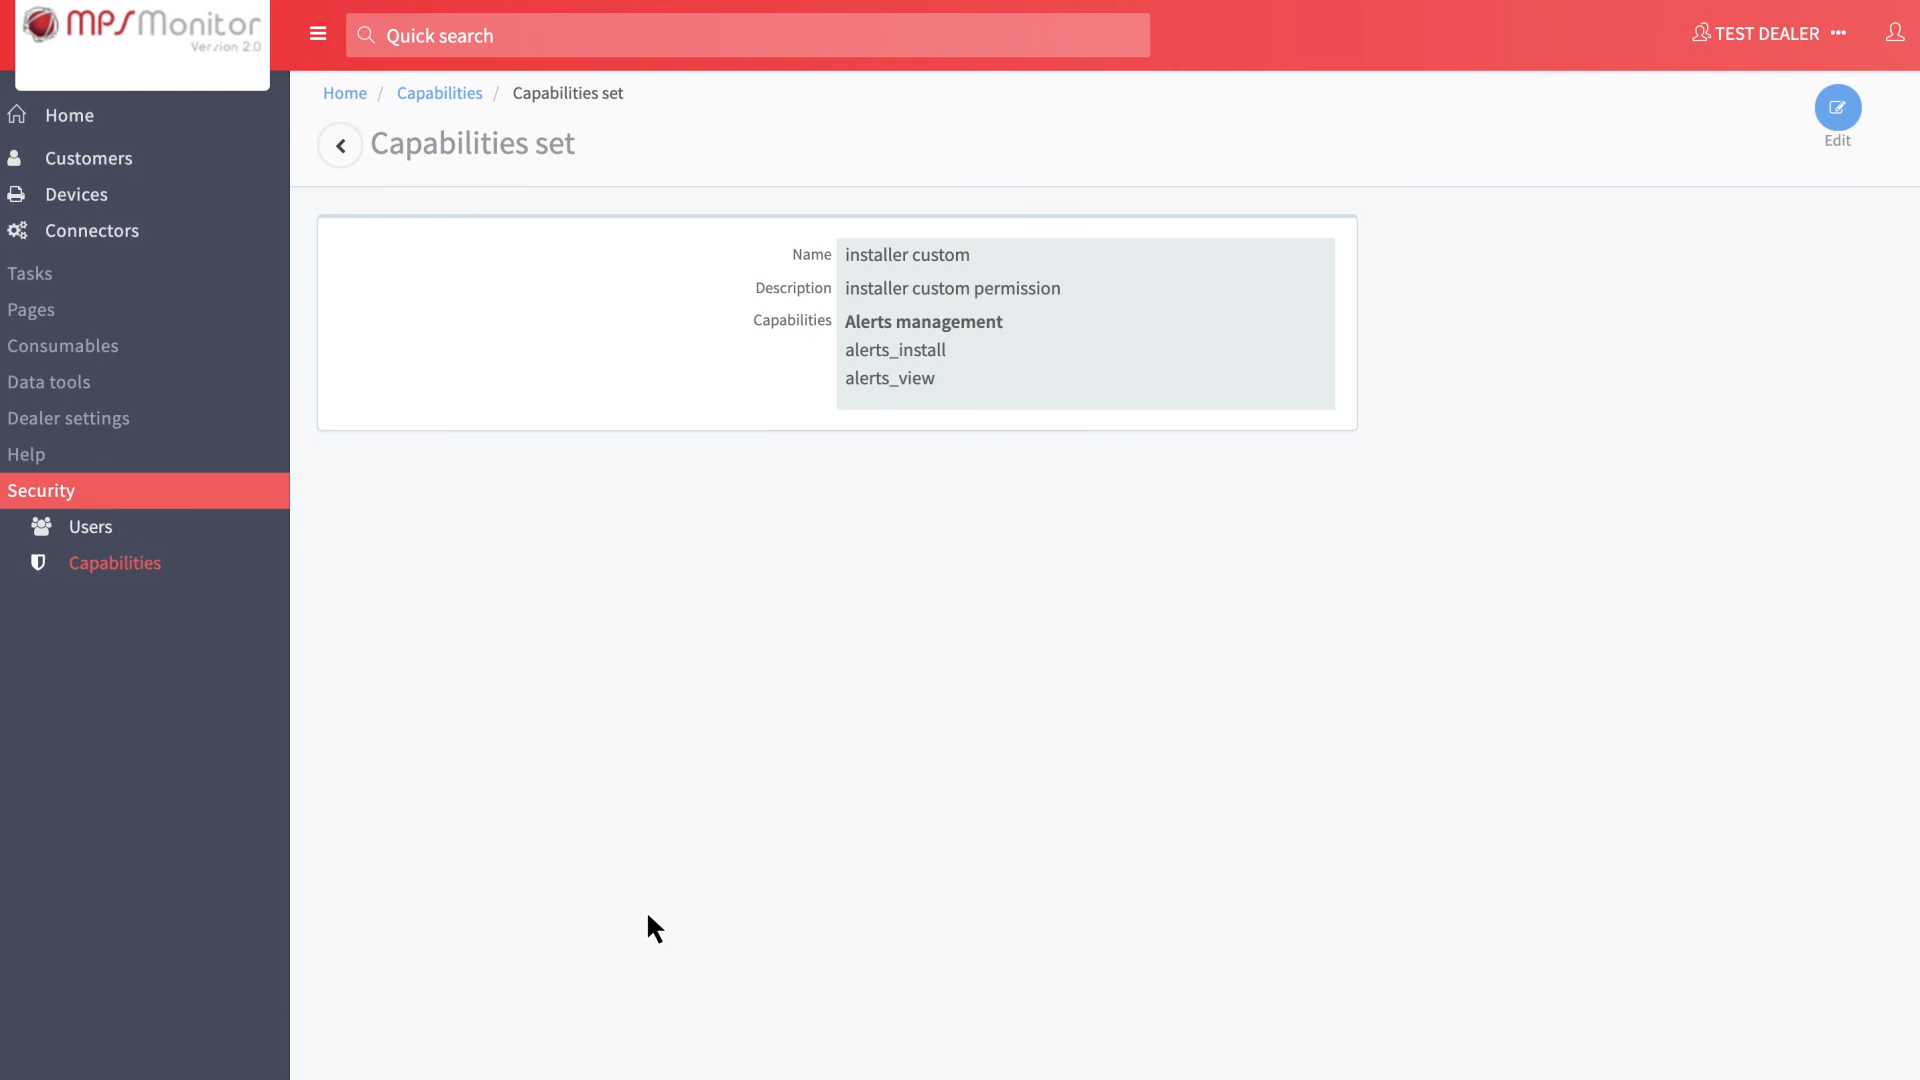 MPSMonitor
Version 2.0
Quick search
TEST DEALER
Home
Customers
Devices
Connectors
Tasks
Pages
Consumables
Data tools
Dealer settings
Help
Security
Users
Capabilities
Home / Capabilities / Capabilities set
Capabilities set
Edit
Name installer custom
Description installer custom permission
Capabilities Alerts management
alerts_install
alerts_view